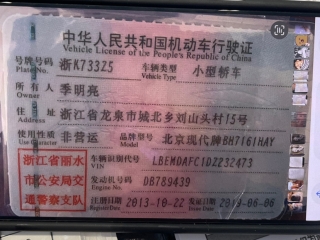 中华人民共和国机动车行驶证
Vehicle License of the People's Republic of China
号牌号码 浙K733Z5 车辆类型 小型轿车
Plate No. Vehicle Type
所有人 季明亮
Owner
住址 浙江省龙泉市城北乡刘山头村15号
Address
使用性质 非营运 品牌型号 北京现代牌BH7161HAY
Use Character Model
浙江省丽水 车辆识别代号 LBEMDAFC1DZ232473
VIN
市公安局交 发动机号码 DB789439
Engine No.
通警察支队 注册日期 2013-10-22 发证日期 2019-06-06
Register Date Issue Date